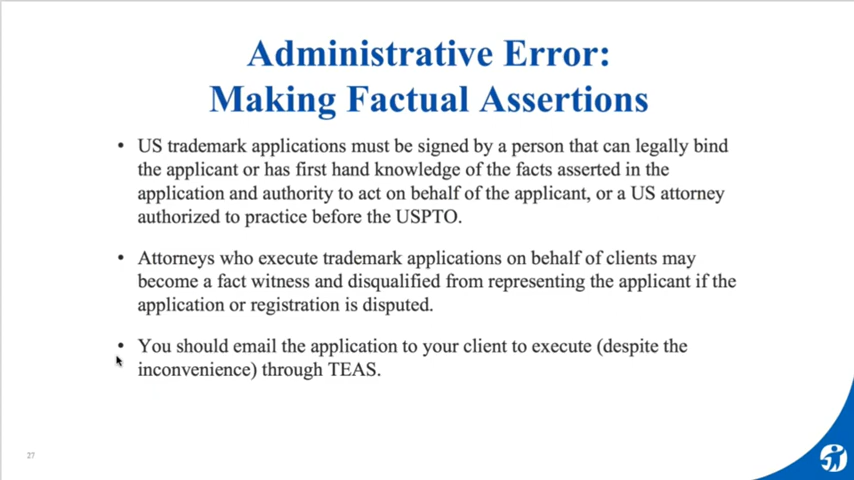 Administrative Error:
Making Factual Assertions
• US trademark applications must be signed by a person that can legally bind
the applicant or has first hand knowledge of the facts asserted in the
application and authority to act on behalf of the applicant, or a US attorney
authorized to practice before the USPTO.
• Attorneys who execute trademark applications on behalf of clients may
become a fact witness and disqualified from representing the applicant if the
application or registration is disputed.
• You should email the application to your client to execute (despite the
inconvenience) through TEAS.
27